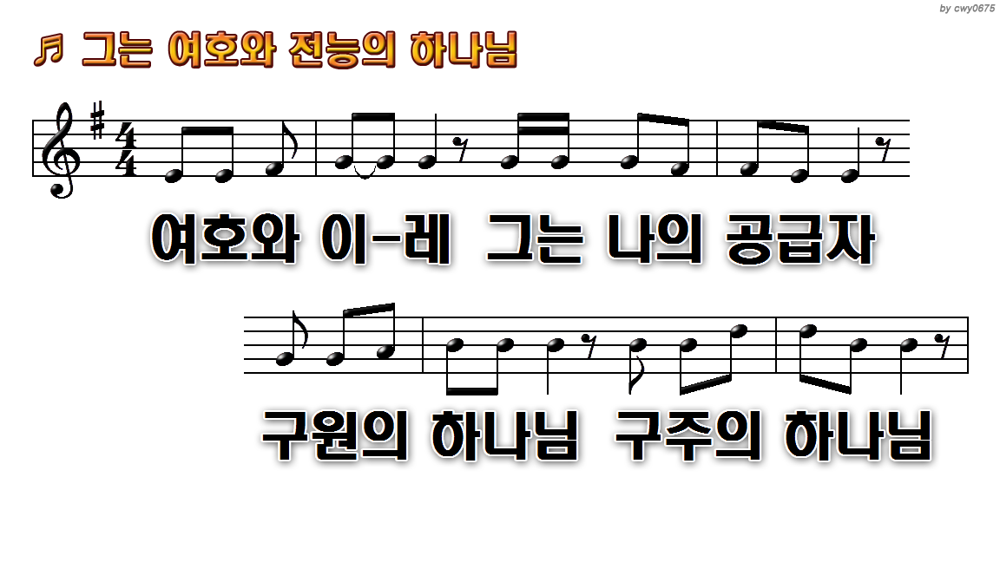 by cwy0675
♬ 그는 여호와 전능의 하나님
여호와 이-레 그는 나의 공급자
구원의 하나님 구주의 하나님